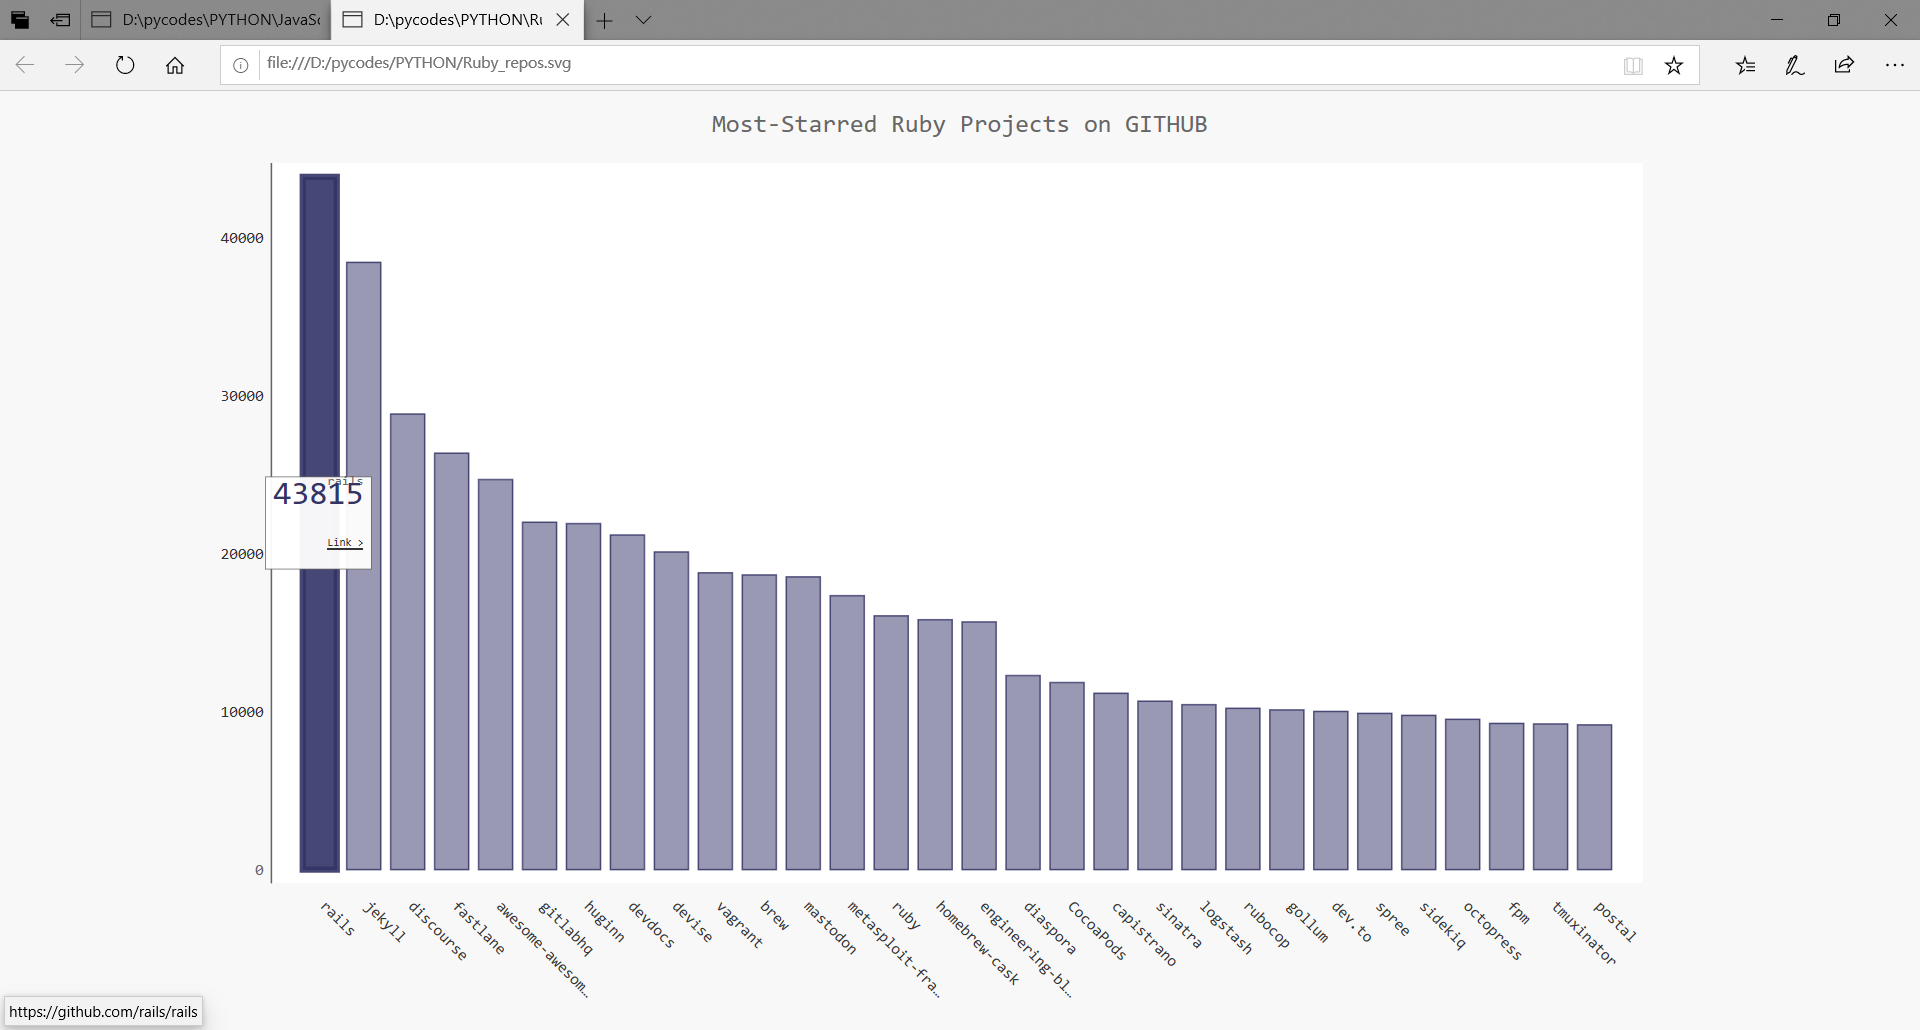 D:\pycodes\PYTHON\JavaSc
D:\pycodes\PYTHON\Ru
file:///D:/pycodes/PYTHON/Ruby_repos.svg
Most-Starred Ruby Projects on GITHUB
40000
30000
20000
10000
0
rails
43815
Link >
rails
jekyll
discourse
fastlane
awesome-awesom…
gitlabhq
huginn
devdocs
devise
vagrant
brew
mastodon
metasploit-fra…
ruby
homebrew-cask
engineering-bl…
diaspora
CocoaPods
capistrano
sinatra
logstash
rubocop
gollum
dev.to
spree
sidekiq
octopress
fpm
tmuxinator
postal
https://github.com/rails/rails